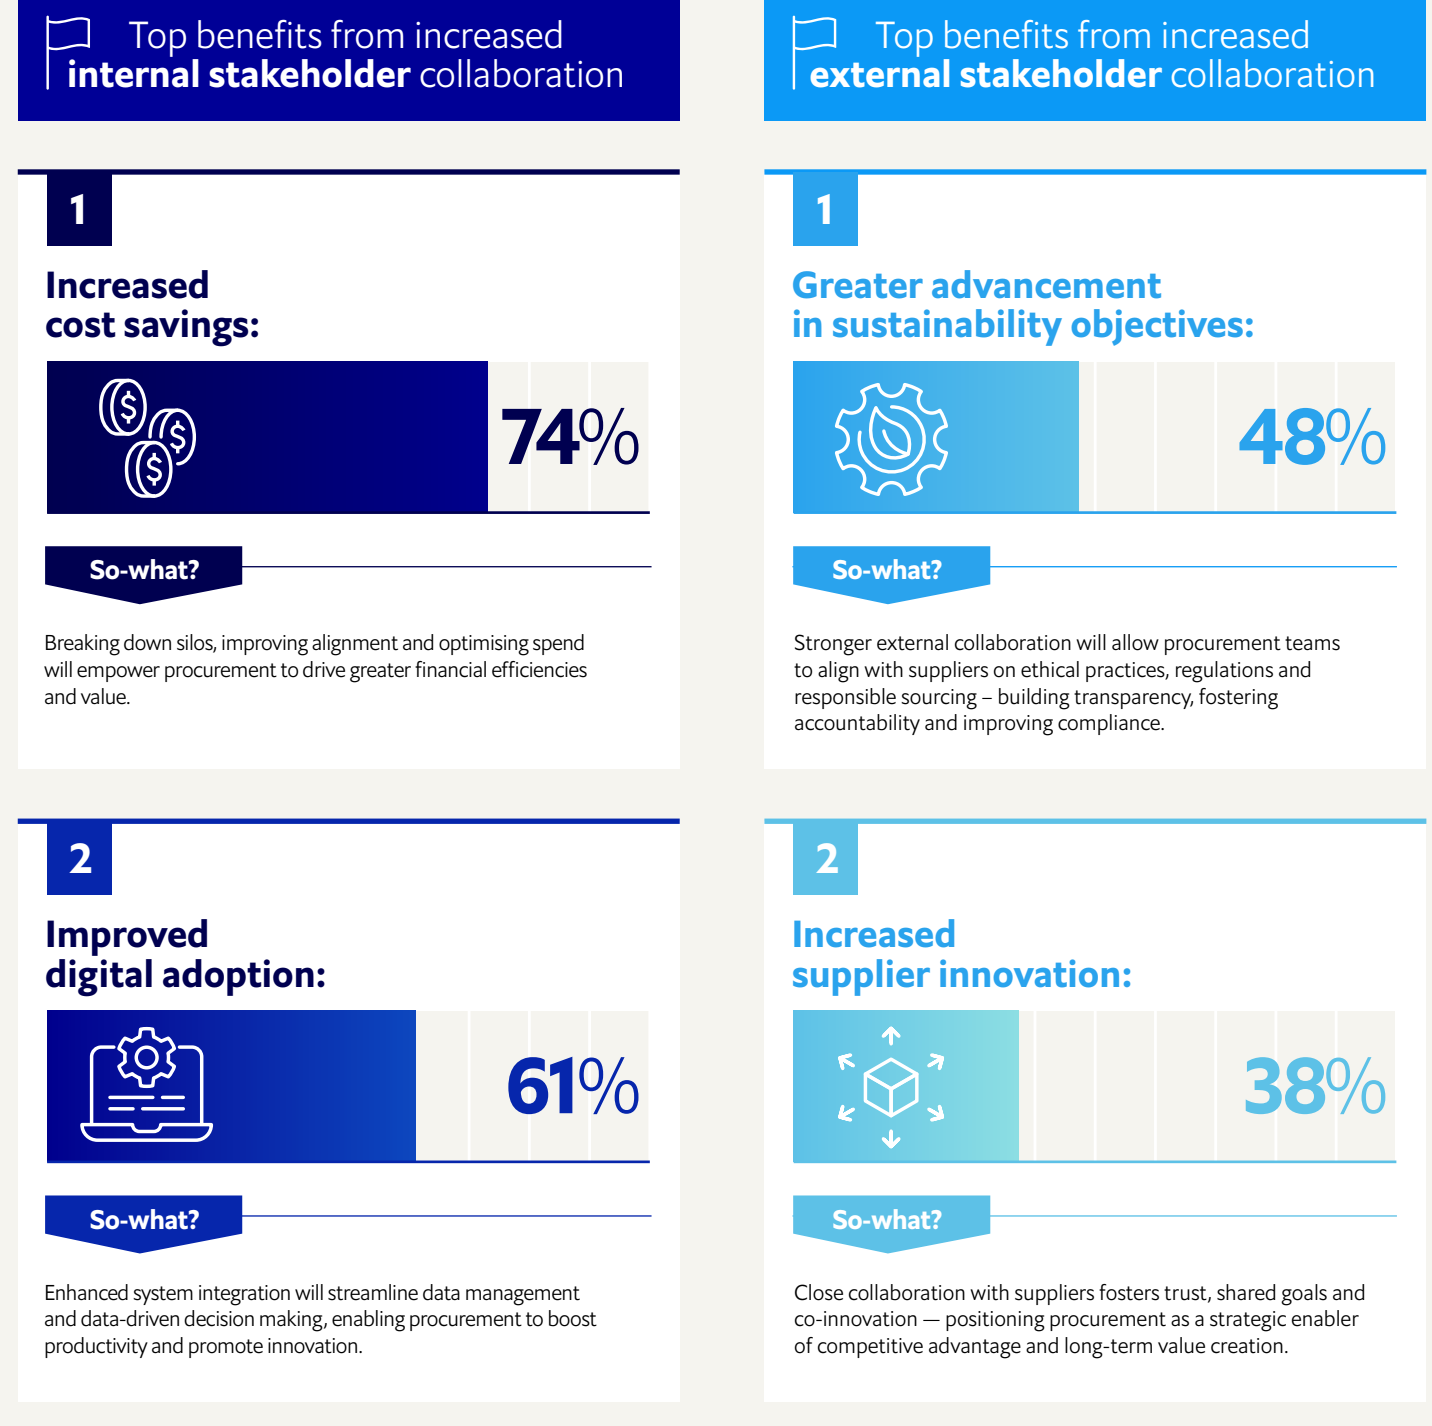 Top benefits from increased
internal stakeholder collaboration
1
Increased
cost savings:
$
$
$
74%
So-what?
Breaking down silos, improving alignment and optimising spend
will empower procurement to drive greater financial efficiencies
and value.
2
Improved
digital adoption:
61%
So-what?
Enhanced system integration will streamline data management
and data-driven decision making, enabling procurement to boost
productivity and promote innovation.
Top benefits from increased
external stakeholder collaboration
1
Greater advancement
in sustainability objectives:
48%
So-what?
Stronger external collaboration will allow procurement teams
to align with suppliers on ethical practices, regulations and
responsible sourcing – building transparency, fostering
accountability and improving compliance.
2
Increased
supplier innovation:
38%
So-what?
Close collaboration with suppliers fosters trust, shared goals and
co-innovation — positioning procurement as a strategic enabler
of competitive advantage and long-term value creation.